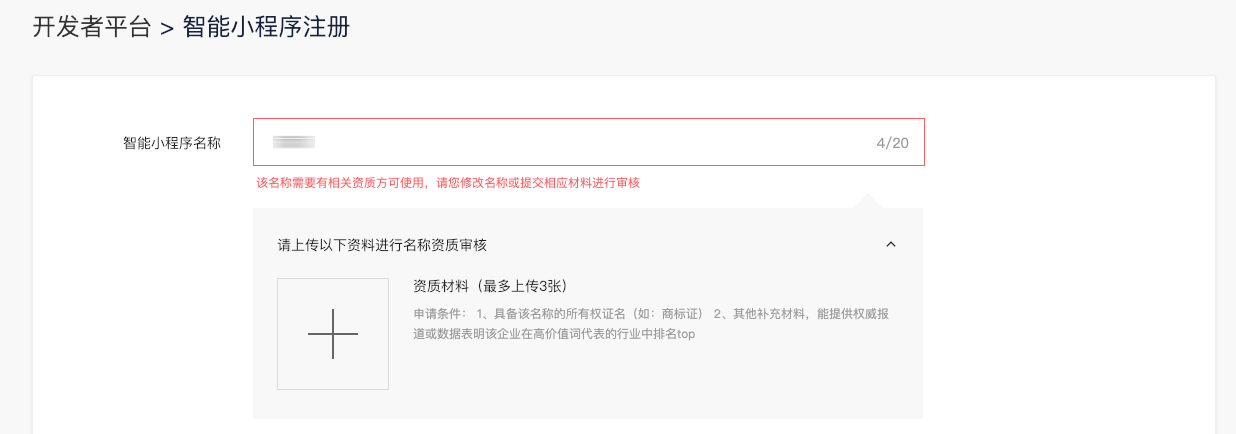 开发者平台 > 智能小程序注册
智能小程序名称
4/20
该名称需要有相关资质方可使用，请您修改名称或提交相应材料进行审核
请上传以下资料进行名称资质审核
资质材料（最多上传3张）
申请条件： 1、具备该名称的所有权证名（如：商标证） 2、其他补充材料，能提供权威报
道或数据表明该企业在高价值词代表的行业中排名top